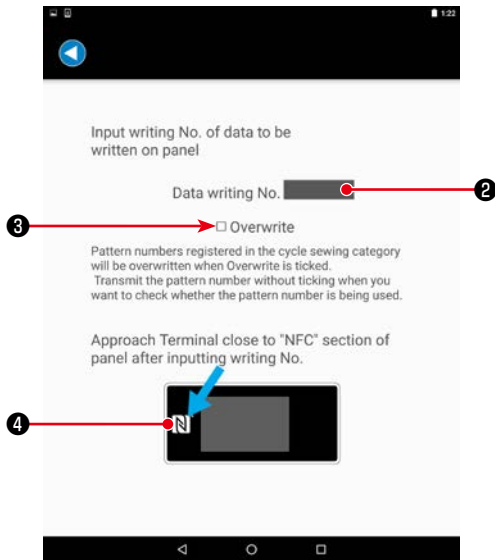 1:22
Input writing No. of data to be
written on panel
Data writing No.
❷
❸
Overwrite
Pattern numbers registered in the cycle sewing category
will be overwritten when Overwrite is ticked.
Transmit the pattern number without ticking when you
want to check whether the pattern number is being used.
Approach Terminal close to "NFC" section of
panel after inputting writing No.
❹